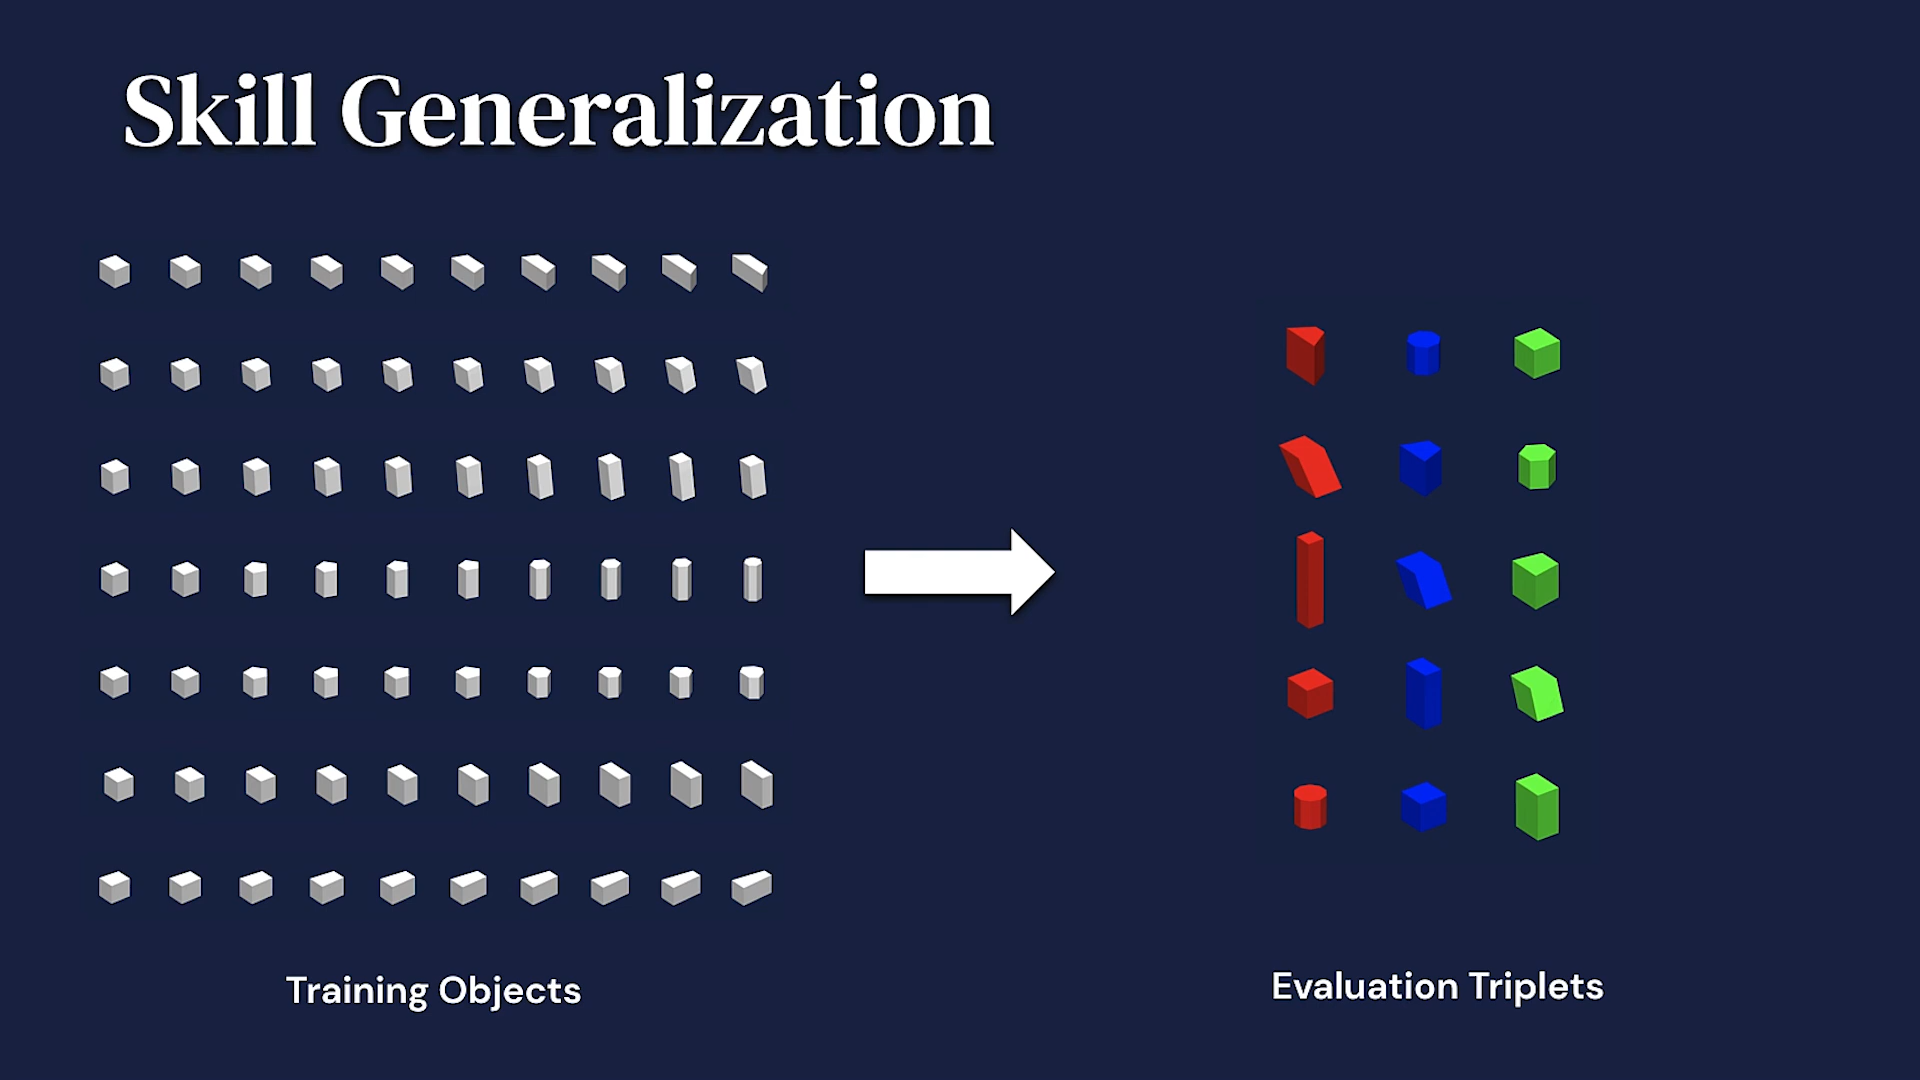 Skill Generalization
Training Objects
Evaluation Triplets